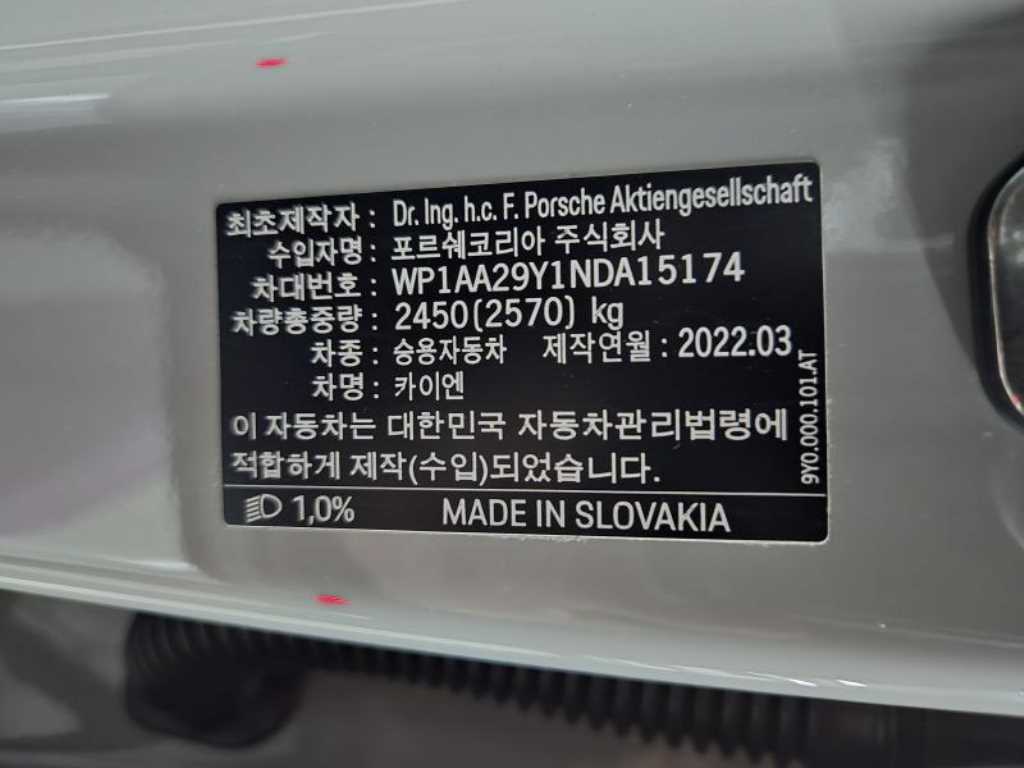 최초제작자 : Dr. Ing. h.c. F. Porsche Aktiengesellschaft
수입자명 : 포르쉐코리아 주식회사
차대번호 : WP1AA29Y1NDA15174
차량총중량 : 2450(2570) kg
차종 : 승용자동차 제작연월 : 2022.03
차명 : 카이엔
이 자동차는 대한민국 자동차관리법령에
적합하게 제작(수입)되었습니다.
1,0% MADE IN SLOVAKIA
9Y0.000.101.AT